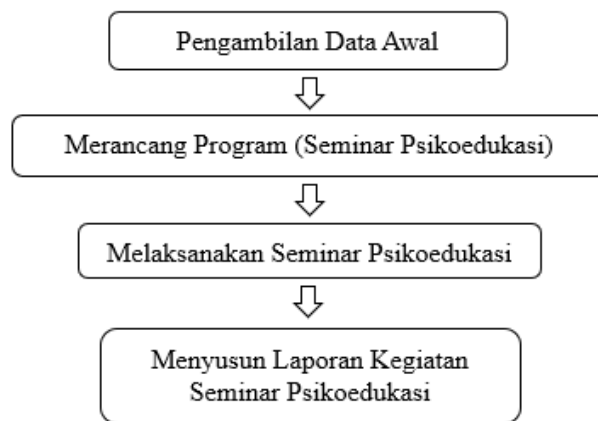 Pengambilan Data Awal
Merancang Program (Seminar Psikoedukasi)
Melaksanakan Seminar Psikoedukasi
Menyusun Laporan Kegiatan
Seminar Psikoedukasi